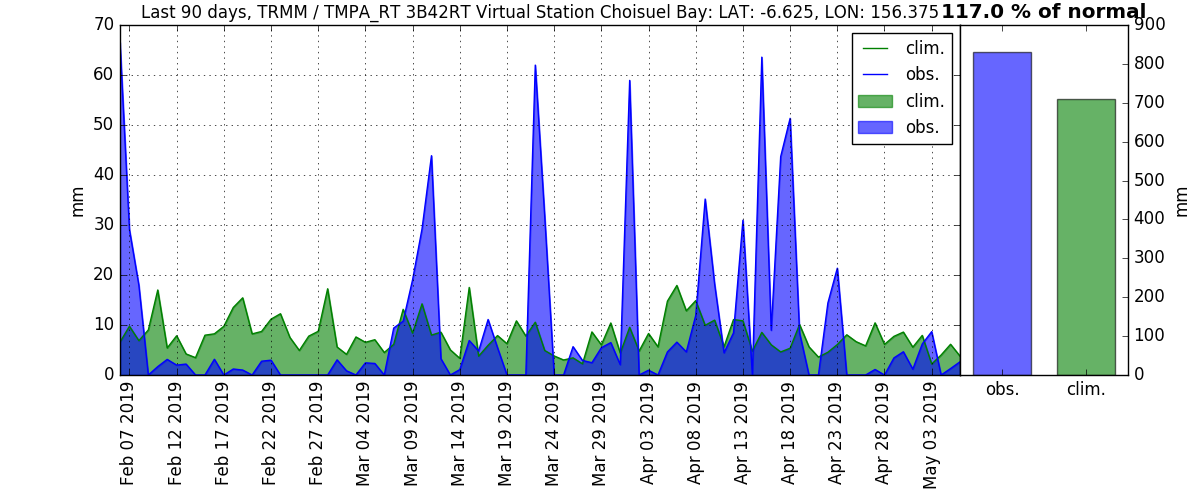 Last 90 days, TRMM / TMPA_RT 3B42RT Virtual Station Choisuel Bay: LAT: -6.625, LON: 156.375
117.0 % of normal
mm
70
60
50
40
30
20
10
0
clim.
obs.
clim.
obs.
Feb 07 2019
Feb 12 2019
Feb 17 2019
Feb 22 2019
Feb 27 2019
Mar 04 2019
Mar 09 2019
Mar 14 2019
Mar 19 2019
Mar 24 2019
Mar 29 2019
Apr 03 2019
Apr 08 2019
Apr 13 2019
Apr 18 2019
Apr 23 2019
Apr 28 2019
May 03 2019
obs.
clim.
900
800
700
600
500
400
300
200
100
0
mm